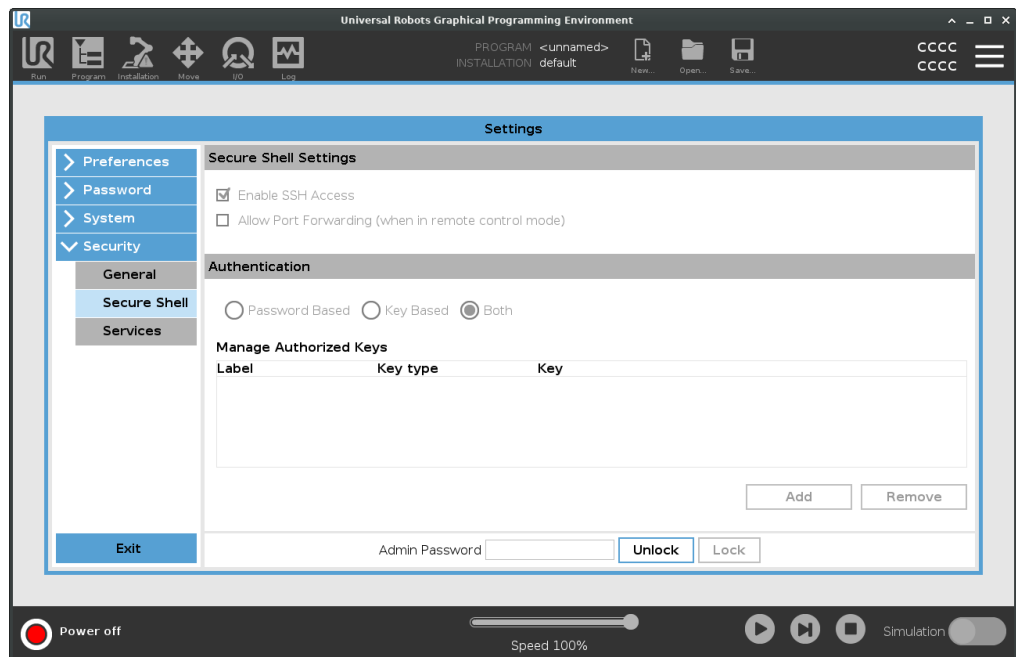 Universal Robots Graphical Programming Environment
UR
Run
Program
Installation
Move
I/O
Log
PROGRAM <unnamed>
INSTALLATION default
New...
Open...
Save...
CCCC
CCCC
Settings
Preferences
Password
System
Security
General
Secure Shell
Services
Exit
Secure Shell Settings
Enable SSH Access
Allow Port Forwarding (when in remote control mode)
Authentication
Password Based Key Based Both
Manage Authorized Keys
Label Key type Key
Add Remove
Admin Password Unlock Lock
Power off
Speed 100%
Simulation